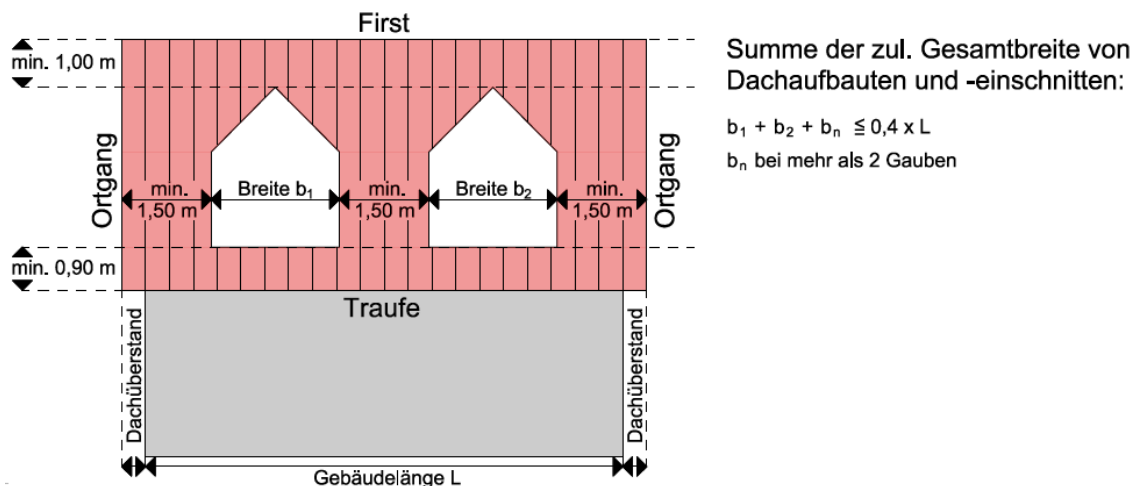 First
min. 1,00 m
Summe der zul. Gesamtbreite von
Dachaufbauten und -einschnitten:
b₁ + b₂ + bₙ ≦ 0,4 x L
bₙ bei mehr als 2 Gauben
Ortgang
min.
1,50 m
Breite b₁
min.
1,50 m
Breite b₂
min.
1,50 m
Ortgang
min. 0,90 m
Traufe
Dachüberstand
Dachüberstand
Gebäudelänge L